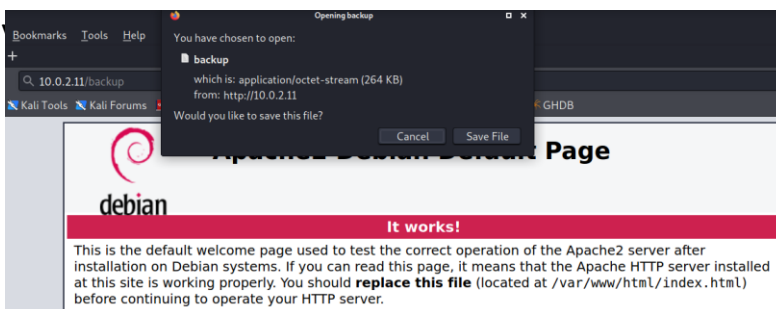 Opening backup
Bookmarks Tools Help
You have chosen to open:
+
backup
10.0.2.11/backup
which is: application/octet-stream (264 KB)
from: http://10.0.2.11
Kali Tools Kali Forums
GHDB
Would you like to save this file?
Cancel Save File
Apache2 Debian Default Page
debian
It works!
This is the default welcome page used to test the correct operation of the Apache2 server after
installation on Debian systems. If you can read this page, it means that the Apache HTTP server installed
at this site is working properly. You should replace this file (located at /var/www/html/index.html)
before continuing to operate your HTTP server.